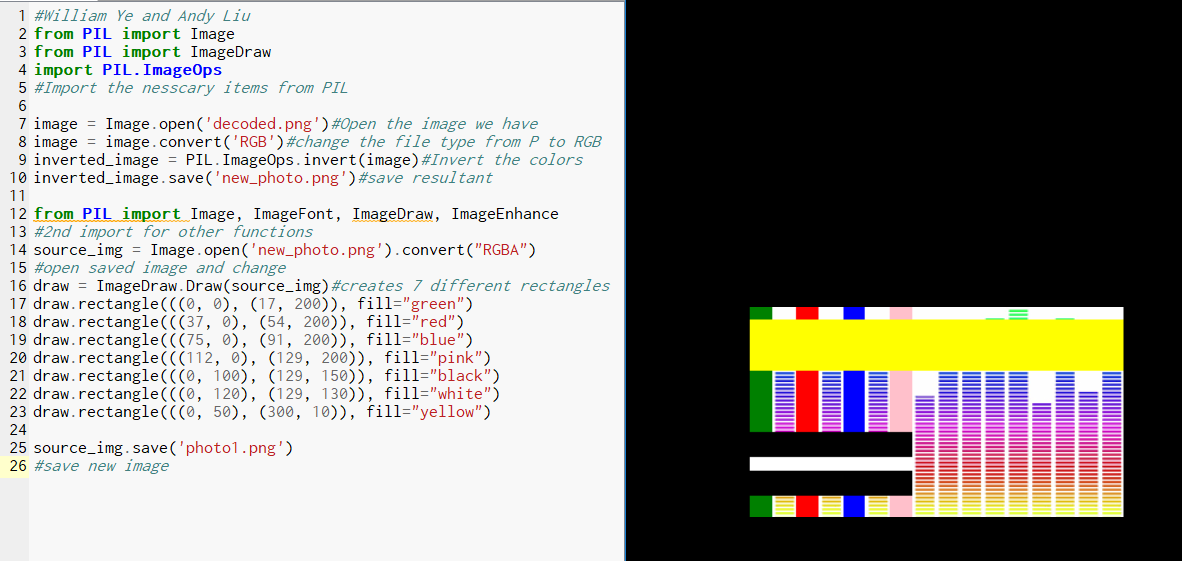 1 #William Ye and Andy Liu
2 from PIL import Image
3 from PIL import ImageDraw
4 import PIL.ImageOps
5 #Import the nesscary items from PIL
6
7 image = Image.open('decoded.png')#Open the image we have
8 image = image.convert('RGB')#change the file type from P to RGB
9 inverted_image = PIL.ImageOps.invert(image)#Invert the colors
10 inverted_image.save('new_photo.png')#save resultant
11
12 from PIL import Image, ImageFont, ImageDraw, ImageEnhance
13 #2nd import for other functions
14 source_img = Image.open('new_photo.png').convert("RGBA")
15 #open saved image and change
16 draw = ImageDraw.Draw(source_img)#creates 7 different rectangles
17 draw.rectangle(((0, 0), (17, 200)), fill="green")
18 draw.rectangle(((37, 0), (54, 200)), fill="red")
19 draw.rectangle(((75, 0), (91, 200)), fill="blue")
20 draw.rectangle(((112, 0), (129, 200)), fill="pink")
21 draw.rectangle(((0, 100), (129, 150)), fill="black")
22 draw.rectangle(((0, 120), (129, 130)), fill="white")
23 draw.rectangle(((0, 50), (300, 10)), fill="yellow")
24
25 source_img.save('photo1.png')
26 #save new image